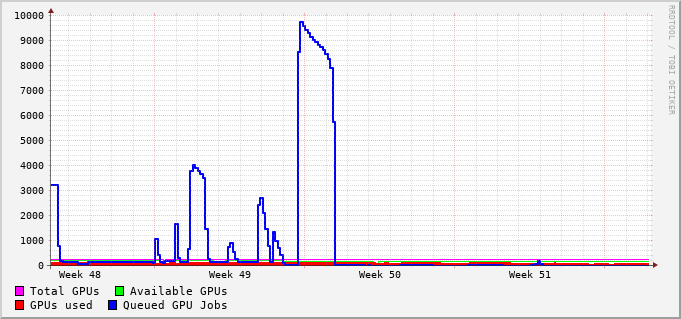 10000
9000
8000
7000
6000
5000
4000
3000
2000
1000
0
Week 48 Week 49 Week 50 Week 51
Total GPUs Available GPUs
GPUs used Queued GPU Jobs
RRDTOOL / TOBI OETIKER